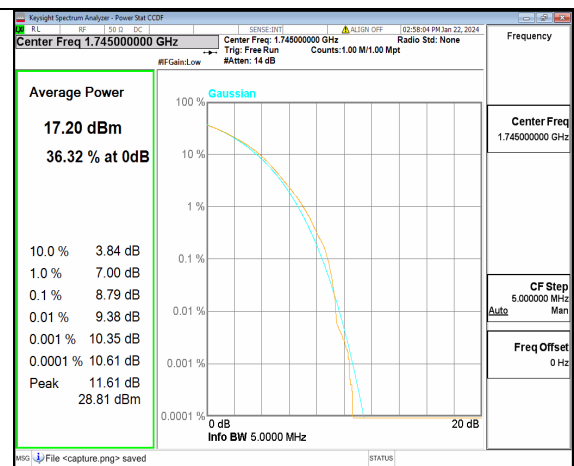 Keysight Spectrum Analyzer - Power Stat CCDF
RL RF 50 Ω DC SENSE:INT ALIGN OFF 02:58:04 PM Jan 22, 2024
Center Freq 1.745000000 GHz
Center Freq: 1.745000000 GHz Radio Std: None
Trig: Free Run Counts:1.00 M/1.00 Mpt
#IFGain:Low #Atten: 14 dB
Frequency
Average Power
17.20 dBm
36.32 % at 0dB
10.0 % 3.84 dB
1.0 % 7.00 dB
0.1 % 8.79 dB
0.01 % 9.38 dB
0.001 % 10.35 dB
0.0001 % 10.61 dB
Peak 11.61 dB
28.81 dBm
Gaussian
100 %
10 %
1 %
0.1 %
0.01 %
0.001 %
0.0001 %
0 dB 20 dB
Info BW 5.0000 MHz
Center Freq
1.745000000 GHz
CF Step
5.000000 MHz
Auto Man
Freq Offset
0 Hz
MSG File <capture.png> saved STATUS